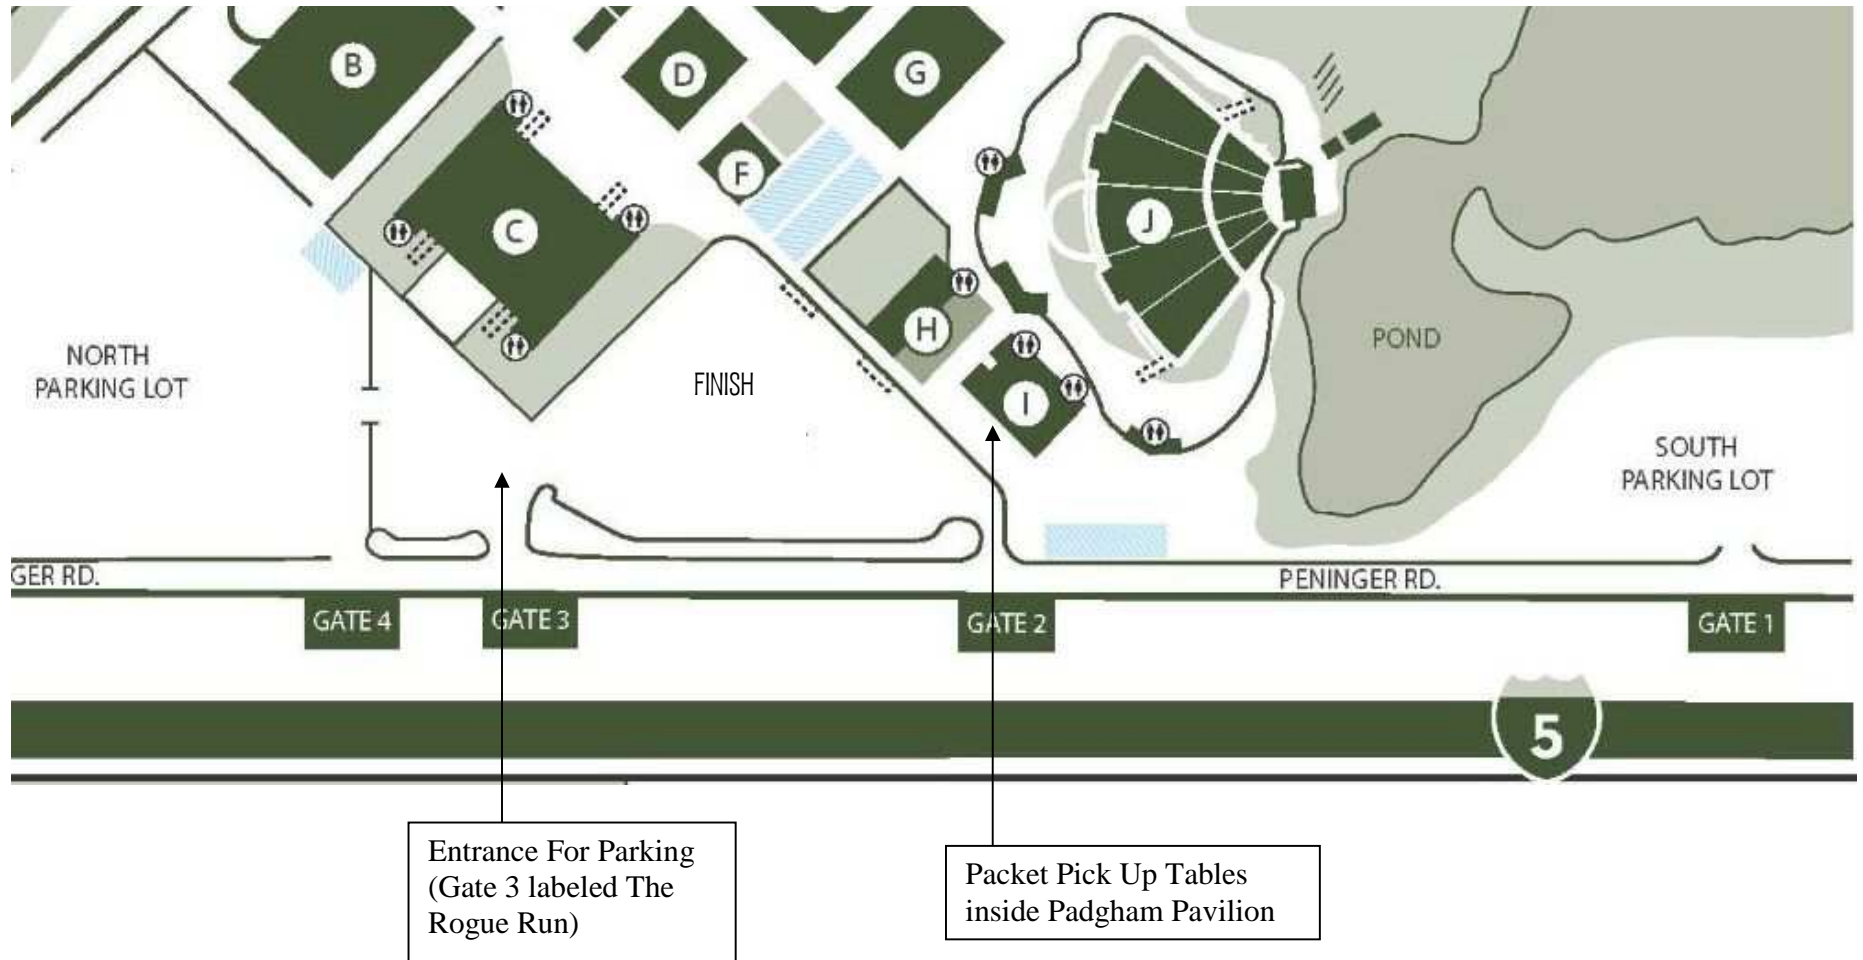 B
D
G
F
C
J
H
I
NORTH
PARKING LOT
FINISH
POND
SOUTH
PARKING LOT
GER RD.
PENINGER RD.
GATE 4
GATE 3
GATE 2
GATE 1
5
Entrance For Parking
(Gate 3 labeled The
Rogue Run)
Packet Pick Up Tables
inside Padgham Pavilion